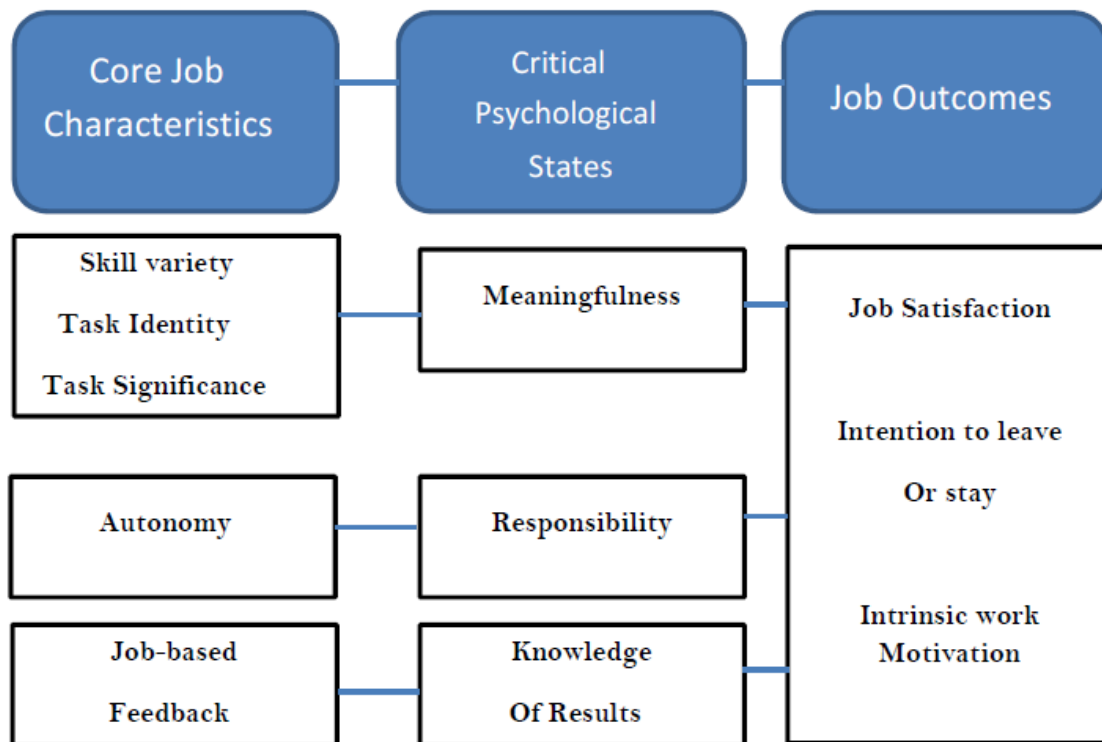 Core Job
Characteristics
Critical
Psychological
States
Job Outcomes
Skill variety
Task Identity
Task Significance
Meaningfulness
Job Satisfaction
Intention to leave
Or stay
Autonomy
Responsibility
Intrinsic work
Motivation
Job-based
Feedback
Knowledge
Of Results